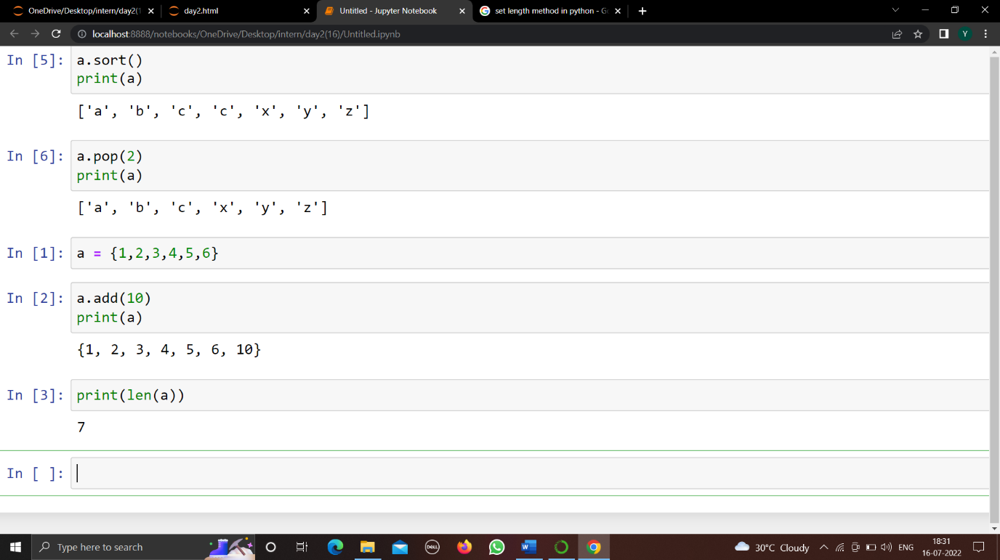 OneDrive/Desktop/intern/day2(1
day2.html
Untitled - Jupyter Notebook
set length method in python - Go
localhost:8888/notebooks/OneDrive/Desktop/intern/day2(16)/Untitled.ipynb
Y
In [5]: a.sort()
print(a)
['a', 'b', 'c', 'c', 'x', 'y', 'z']
In [6]: a.pop(2)
print(a)
['a', 'b', 'c', 'x', 'y', 'z']
In [1]: a = {1,2,3,4,5,6}
In [2]: a.add(10)
print(a)
{1, 2, 3, 4, 5, 6, 10}
In [3]: print(len(a))
7
In [ ]:
Type here to search
DELL
W
30°C Cloudy
ENG
18:31
16-07-2022